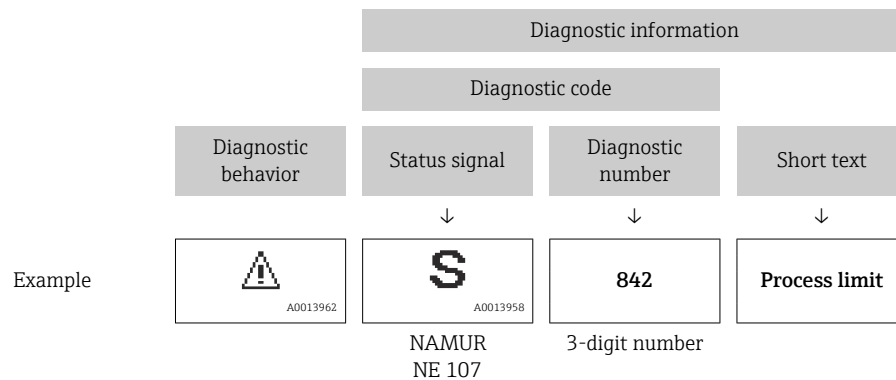 Diagnostic information
Diagnostic code
Diagnostic
behavior
Status signal
Diagnostic
number
Short text
↓ ↓ ↓
Example
A0013962
S
A0013958
842
Process limit
NAMUR
NE 107
3-digit number